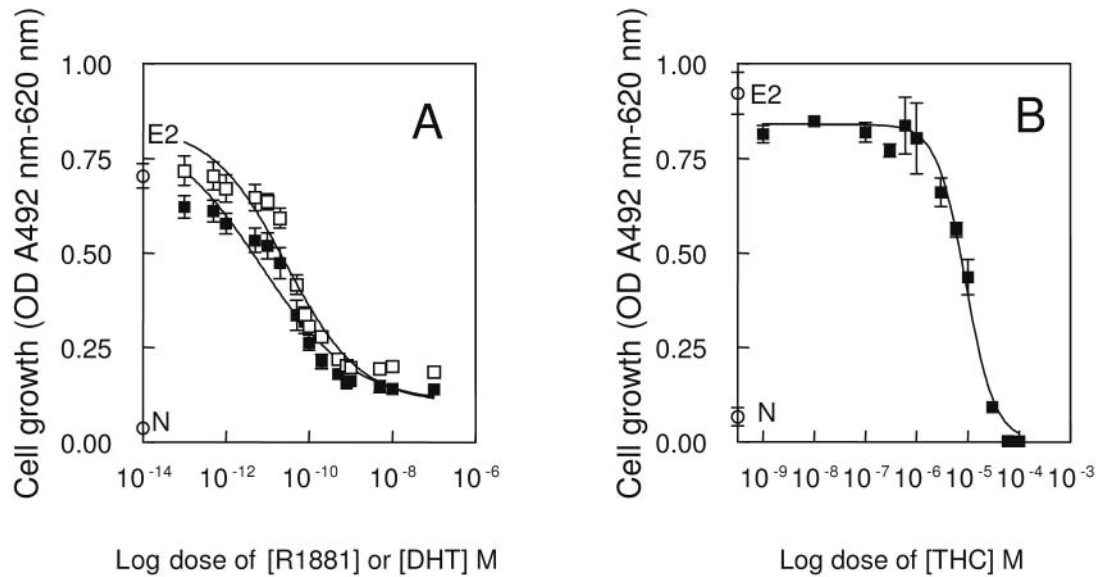 Cell growth (OD A492 nm-620 nm)
1.00
0.75
0.50
0.25
0.00
A
E2
N
10-14 10-12 10-10 10-8 10-6
Log dose of [R1881] or [DHT] M
Cell growth (OD A492 nm-620 nm)
1.00
0.75
0.50
0.25
0.00
B
E2
N
10-9 10-8 10-7 10-6 10-5 10-4 10-3
Log dose of [THC] M